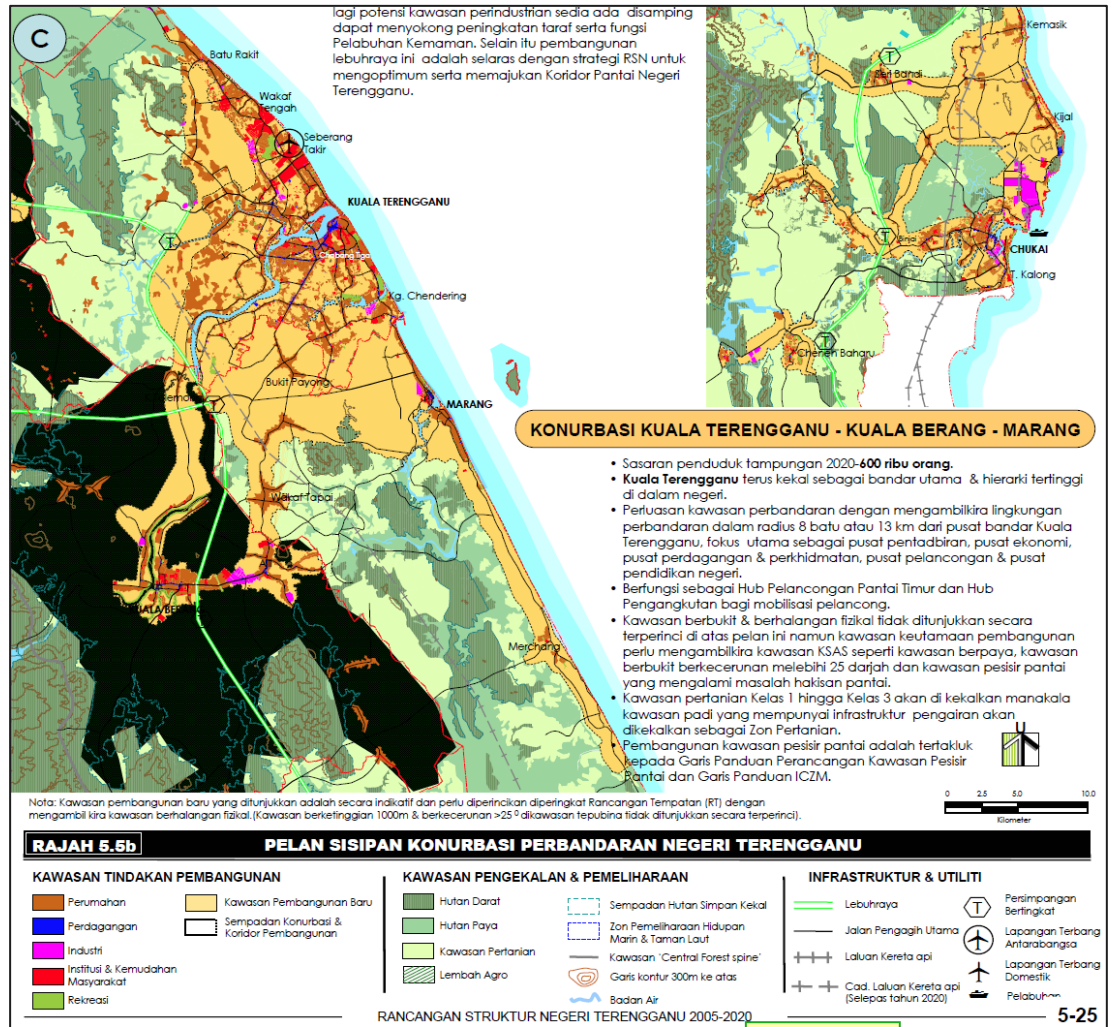 C
lagi potensi kawasan perindustrian sedia ada disamping
dapat menyokong peningkatan taraf serta fungsi
Pelabuhan Kemaman. Selain itu pembangunan
lebuhraya ini adalah selaras dengan strategi RSN untuk
mengoptimum serta memajukan Koridor Pantai Negeri
Terengganu.
Batu Rakit
Wakaf
Tengah
Seberang
Takir
KUALA TERENGGANU
Chabang Tiga
Kg. Chendering
T
Bukit Payong
T
MARANG
Wakaf Tapai
Merchang
Kemasik
T
Seri Bandi
Kijal
T
Binjai
CHUKAI
T. Kalong
T
Cheneh Baharu
KONURBASI KUALA TERENGGANU - KUALA BERANG - MARANG
• Sasaran penduduk tampungan 2020-600 ribu orang.
• Kuala Terengganu terus kekal sebagai bandar utama & hierarki tertinggi
di dalam negeri.
• Perluasan kawasan perbandaran dengan mengambilkira lingkungan
perbandaran dalam radius 8 batu atau 13 km dari pusat bandar Kuala
Terengganu, fokus utama sebagai pusat pentadbiran, pusat ekonomi,
pusat perdagangan & perkhidmatan, pusat pelancongan & pusat
pendidikan negeri.
• Berfungsi sebagai Hub Pelancongan Pantai Timur dan Hub
Pengangkutan bagi mobilisasi pelancong.
• Kawasan berbukit & berhalangan fizikal tidak ditunjukkan secara
terperinci di atas pelan ini namun kawasan keutamaan pembangunan
perlu mengambilkira kawasan KSAS seperti kawasan berpaya, kawasan
berbukit berkecerunan melebihi 25 darjah dan kawasan pesisir pantai
yang mengalami masalah hakisan pantai.
• Kawasan pertanian Kelas 1 hingga Kelas 3 akan di kekalkan manakala
kawasan padi yang mempunyai infrastruktur pengairan akan
dikekalkan sebagai Zon Pertanian.
• Pembangunan kawasan pesisir pantai adalah tertakluk
kepada Garis Panduan Perancangan Kawasan Pesisir
Pantai dan Garis Panduan ICZM.
U
0 2.5 5.0 10.0
Kilometer
Nota: Kawasan pembangunan baru yang ditunjukkan adalah secara indikatif dan perlu diperincikan diperingkat Rancangan Tempatan (RT) dengan
mengambil kira kawasan berhalangan fizikal.(Kawasan berketinggian 1000m & berkecerunan >25 0 dikawasan tepubina tidak ditunjukkan secara terperinci).
RAJAH 5.5b PELAN SISIPAN KONURBASI PERBANDARAN NEGERI TERENGGANU
KAWASAN TINDAKAN PEMBANGUNAN
Perumahan
Perdagangan
Industri
Institusi & Kemudahan
Masyarakat
Rekreasi
Kawasan Pembangunan Baru
Sempadan Konurbasi &
Koridor Pembangunan
KAWASAN PENGEKALAN & PEMELIHARAAN
Hutan Darat
Hutan Paya
Kawasan Pertanian
Lembah Agro
Sempadan Hutan Simpan Kekal
Zon Pemeliharaan Hidupan
Marin & Taman Laut
Kawasan 'Central Forest spine'
Garis kontur 300m ke atas
Badan Air
INFRASTRUKTUR & UTILITI
Lebuhraya
Jalan Pengagih Utama
Laluan Kereta api
Cad. Laluan Kereta api
(Selepas tahun 2020)
T
Persimpangan
Bertingkat
Lapangan Terbang
Antarabangsa
Lapangan Terbang
Domestik
Pelabuhan
RANCANGAN STRUKTUR NEGERI TERENGGANU 2005-2020
5-25